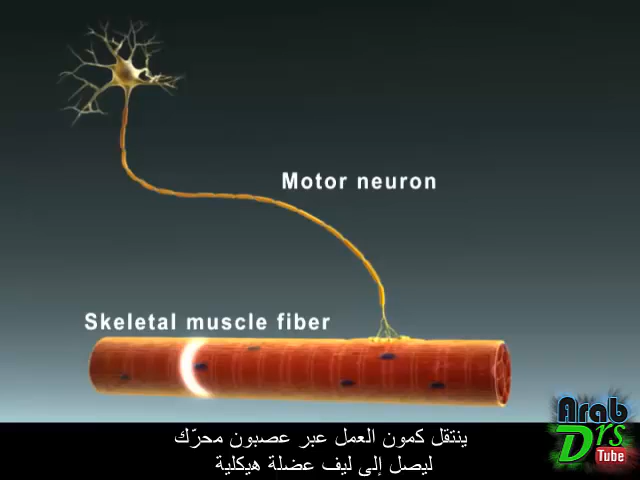 Motor neuron
Skeletal muscle fiber
Arab
Drs
Tube
ينتقل كمون العمل عبر عصبون محرّك
ليصل إلى ليف عضلة هيكلية